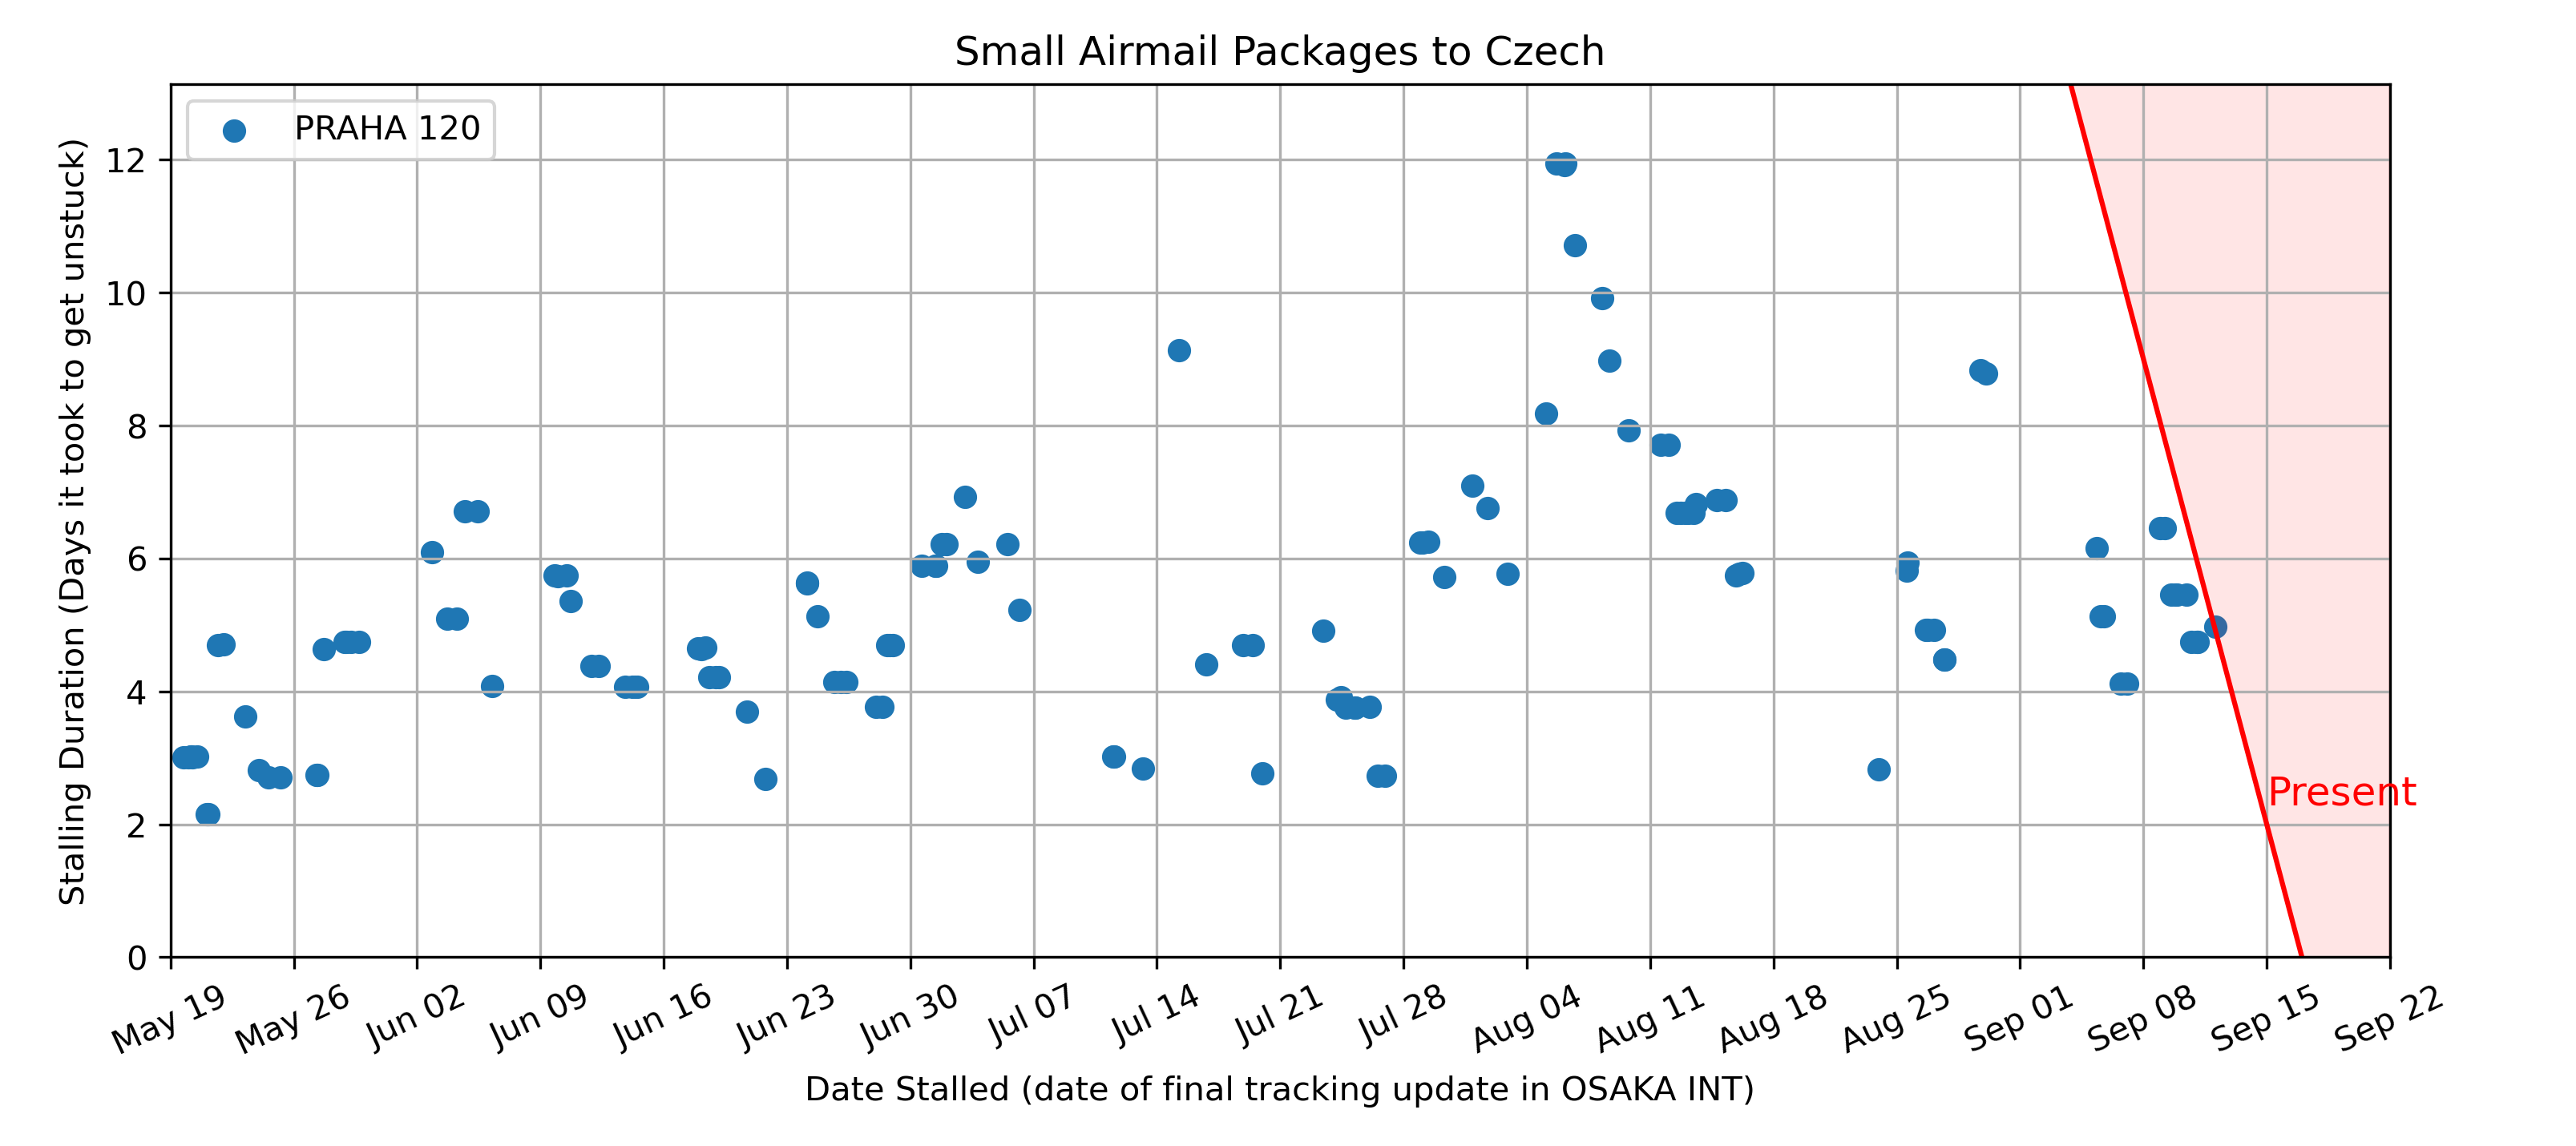 Small Airmail Packages to Czech
PRAHA 120
Stalling Duration (Days it took to get unstuck)
12
10
8
6
4
2
0
Present
May 19
May 26
Jun 02
Jun 09
Jun 16
Jun 23
Jun 30
Jul 07
Jul 14
Jul 21
Jul 28
Aug 04
Aug 11
Aug 18
Aug 25
Sep 01
Sep 08
Sep 15
Sep 22
Date Stalled (date of final tracking update in OSAKA INT)